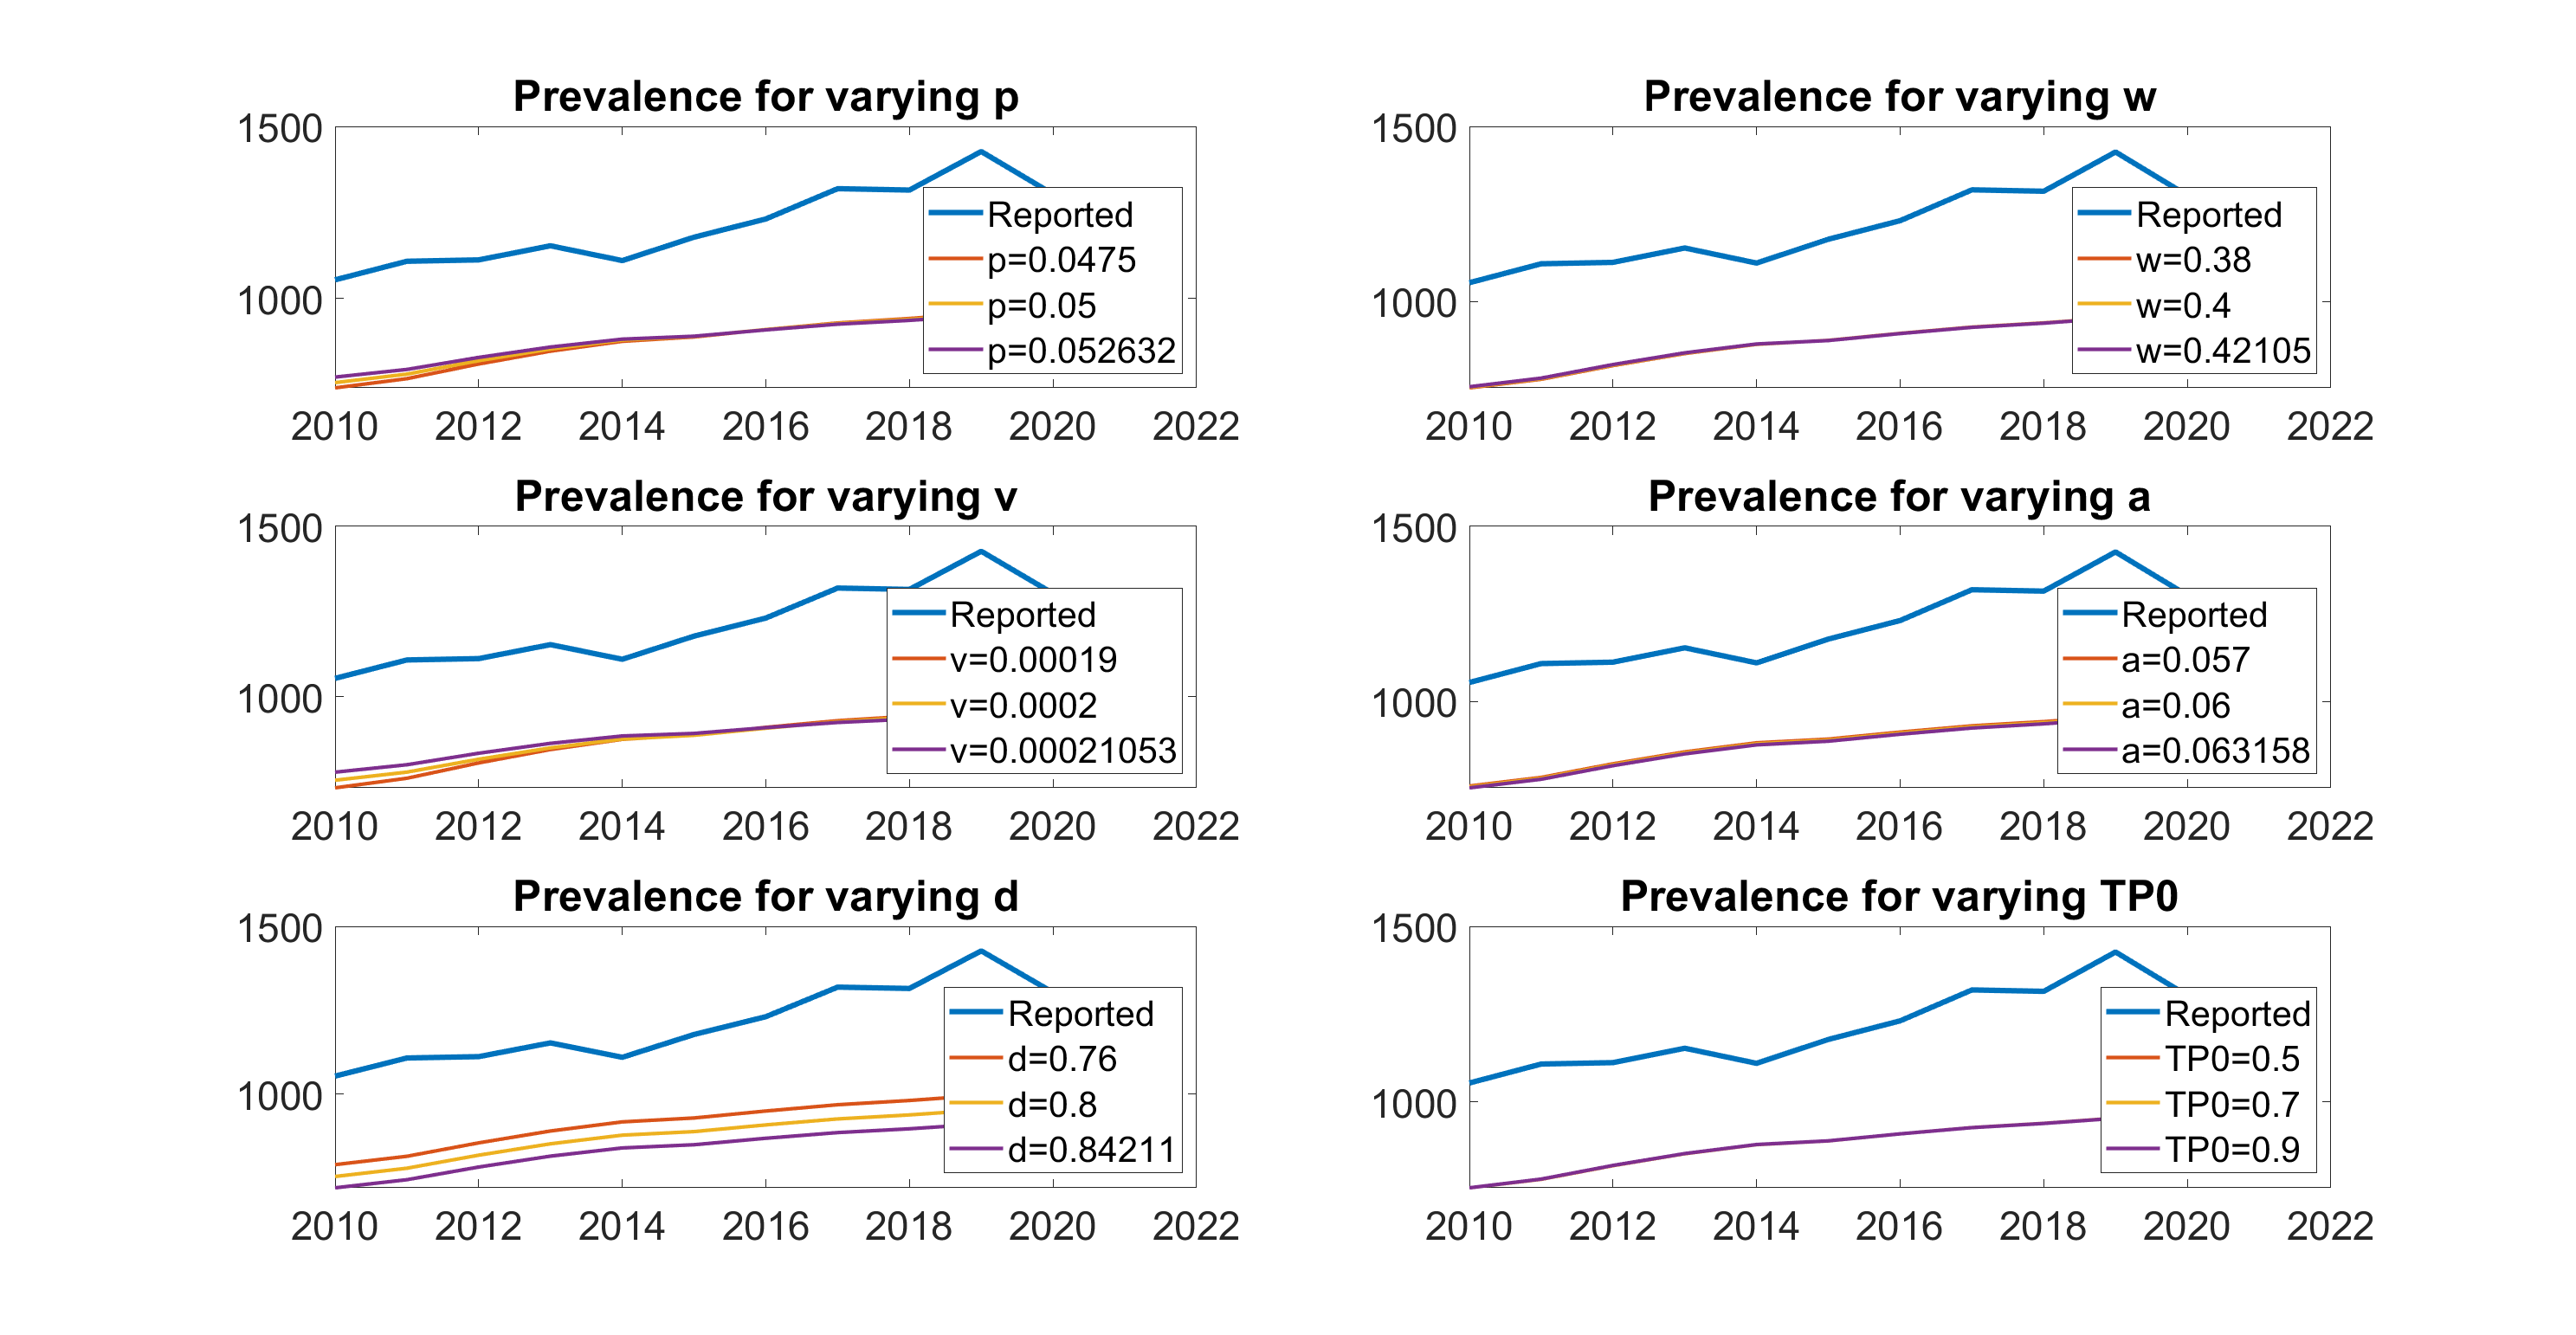 Prevalence for varying p
1500
1000
Reported
p=0.0475
p=0.05
p=0.052632
2010 2012 2014 2016 2018 2020 2022
Prevalence for varying w
1500
1000
Reported
w=0.38
w=0.4
w=0.42105
2010 2012 2014 2016 2018 2020 2022
Prevalence for varying v
1500
1000
Reported
v=0.00019
v=0.0002
v=0.00021053
2010 2012 2014 2016 2018 2020 2022
Prevalence for varying a
1500
1000
Reported
a=0.057
a=0.06
a=0.063158
2010 2012 2014 2016 2018 2020 2022
Prevalence for varying d
1500
1000
Reported
d=0.76
d=0.8
d=0.84211
2010 2012 2014 2016 2018 2020 2022
Prevalence for varying TP0
1500
1000
Reported
TP0=0.5
TP0=0.7
TP0=0.9
2010 2012 2014 2016 2018 2020 2022